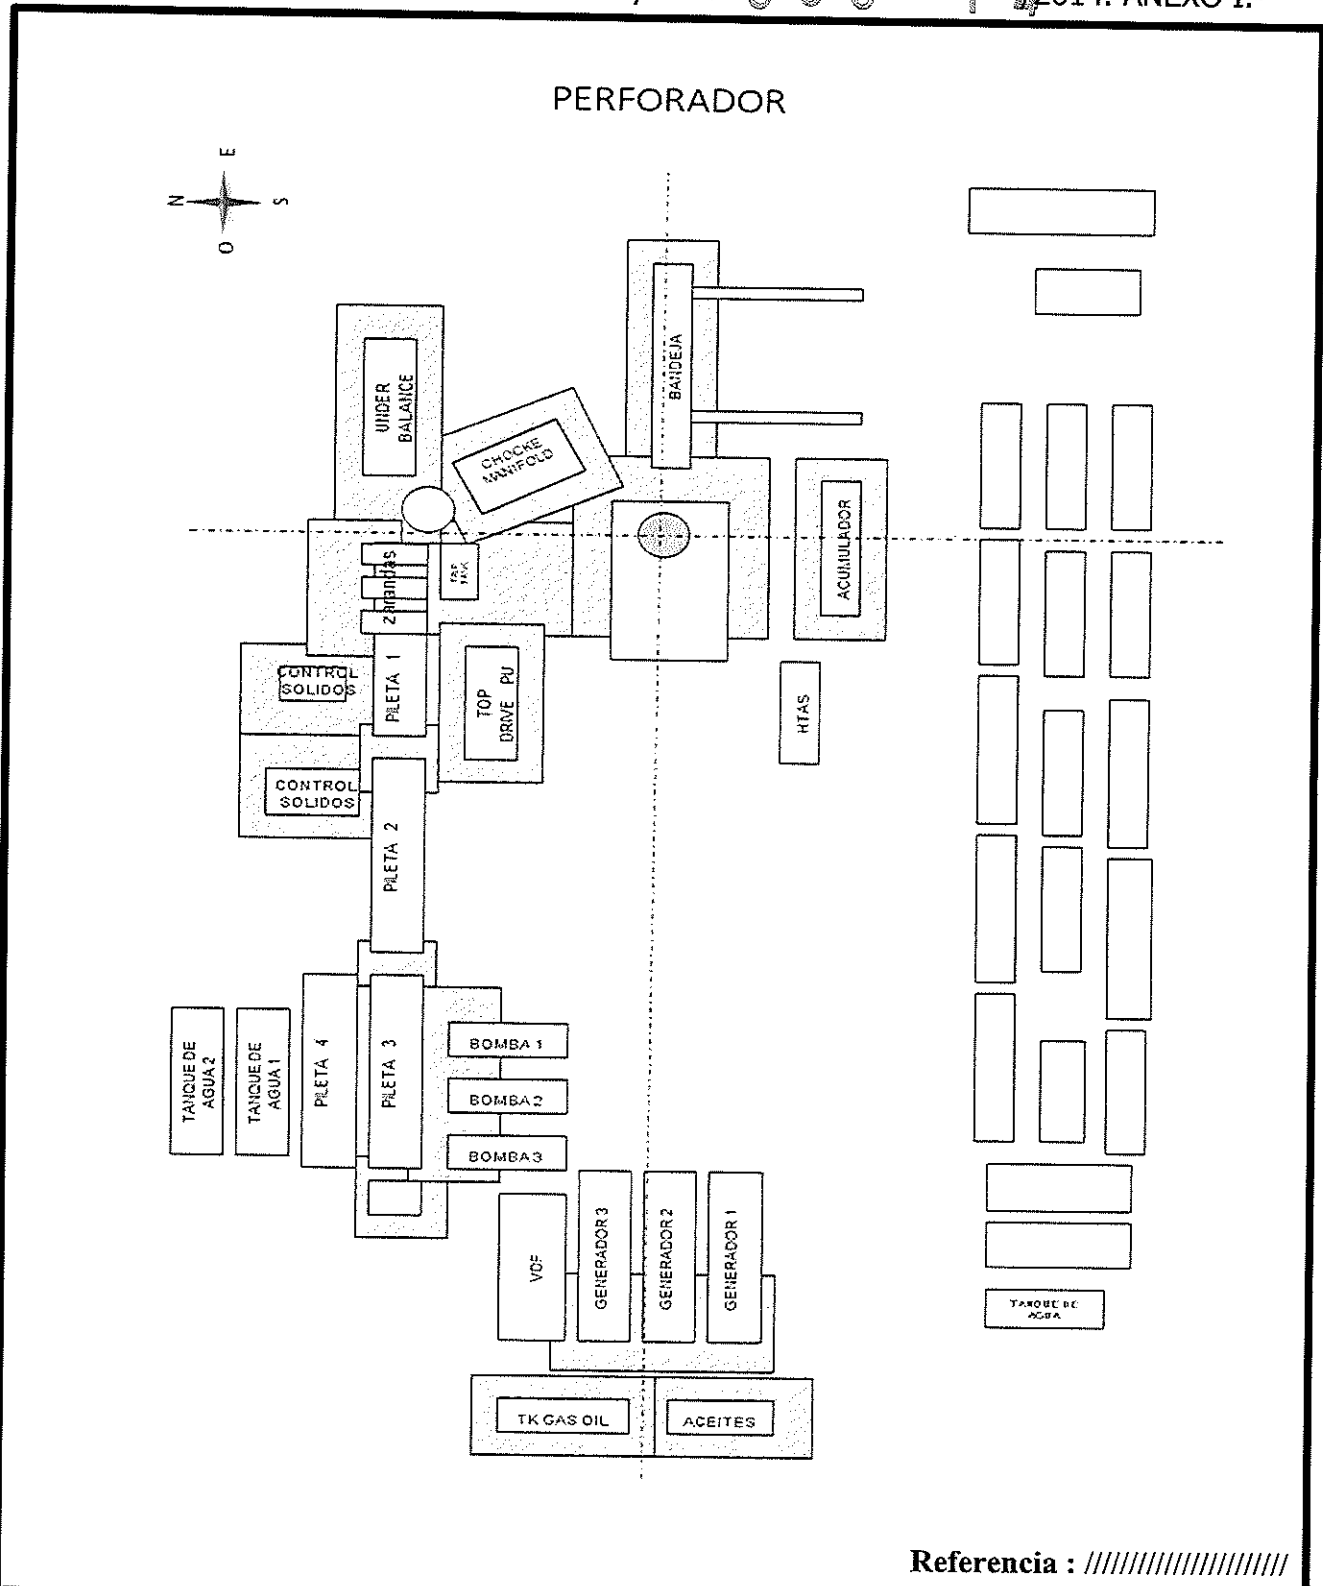 2014. ANEXO I.
PERFORADOR
E
N
S
O
UNDER
BALANCE
CHOCKE
MANIFOLD
BANDEJA
ACUMULADOR
zarandas
CONTROL
SOLIDOS
PILETA 1
TOP
DRIVE PU
HTAS
CONTROL
SOLIDOS
PILETA 2
TANQUE DE
AGUA 2
TANQUE DE
AGUA 1
PILETA 4
PILETA 3
BOMBA 1
BOMBA 2
BOMBA 3
VDF
GENERADOR 3
GENERADOR 2
GENERADOR 1
TANQUE DE
AGUA
TK GAS OIL
ACEITES
Referencia : ///////////////////////